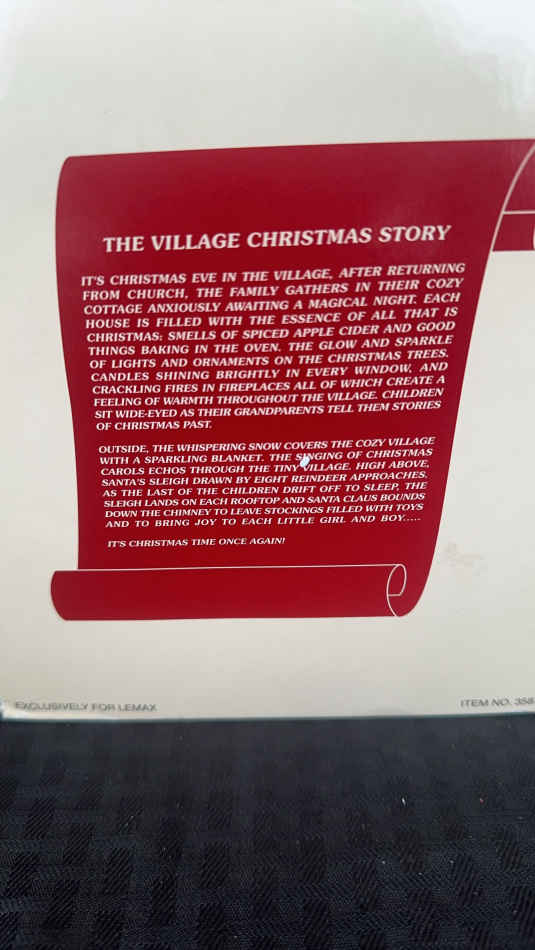 THE VILLAGE CHRISTMAS STORY
IT'S CHRISTMAS EVE IN THE VILLAGE, AFTER RETURNING
FROM CHURCH, THE FAMILY GATHERS IN THEIR COZY
COTTAGE ANXIOUSLY AWAITING A MAGICAL NIGHT. EACH
HOUSE IS FILLED WITH THE ESSENCE OF ALL THAT IS
CHRISTMAS: SMELLS OF SPICED APPLE CIDER AND GOOD
THINGS BAKING IN THE OVEN. THE GLOW AND SPARKLE
OF LIGHTS AND ORNAMENTS ON THE CHRISTMAS TREES.
CANDLES SHINING BRIGHTLY IN EVERY WINDOW, AND
CRACKLING FIRES IN FIREPLACES ALL OF WHICH CREATE A
FEELING OF WARMTH THROUGHOUT THE VILLAGE. CHILDREN
SIT WIDE-EYED AS THEIR GRANDPARENTS TELL THEM STORIES
OF CHRISTMAS PAST.
OUTSIDE, THE WHISPERING SNOW COVERS THE COZY VILLAGE
WITH A SPARKLING BLANKET. THE SINGING OF CHRISTMAS
CAROLS ECHOS THROUGH THE TINY VILLAGE. HIGH ABOVE,
SANTA'S SLEIGH DRAWN BY EIGHT REINDEER APPROACHES.
AS THE LAST OF THE CHILDREN DRIFT OFF TO SLEEP, THE
SLEIGH LANDS ON EACH ROOFTOP AND SANTA CLAUS BOUNDS
DOWN THE CHIMNEY TO LEAVE STOCKINGS FILLED WITH TOYS
AND TO BRING JOY TO EACH LITTLE GIRL AND BOY.....
IT'S CHRISTMAS TIME ONCE AGAIN!
EXCLUSIVELY FOR LEMAX
ITEM NO.